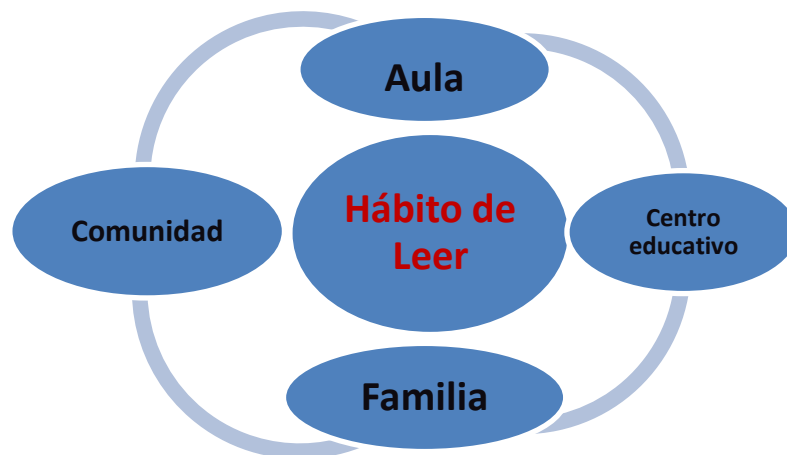 Aula
Comunidad
Hábito de
Leer
Centro
educativo
Familia